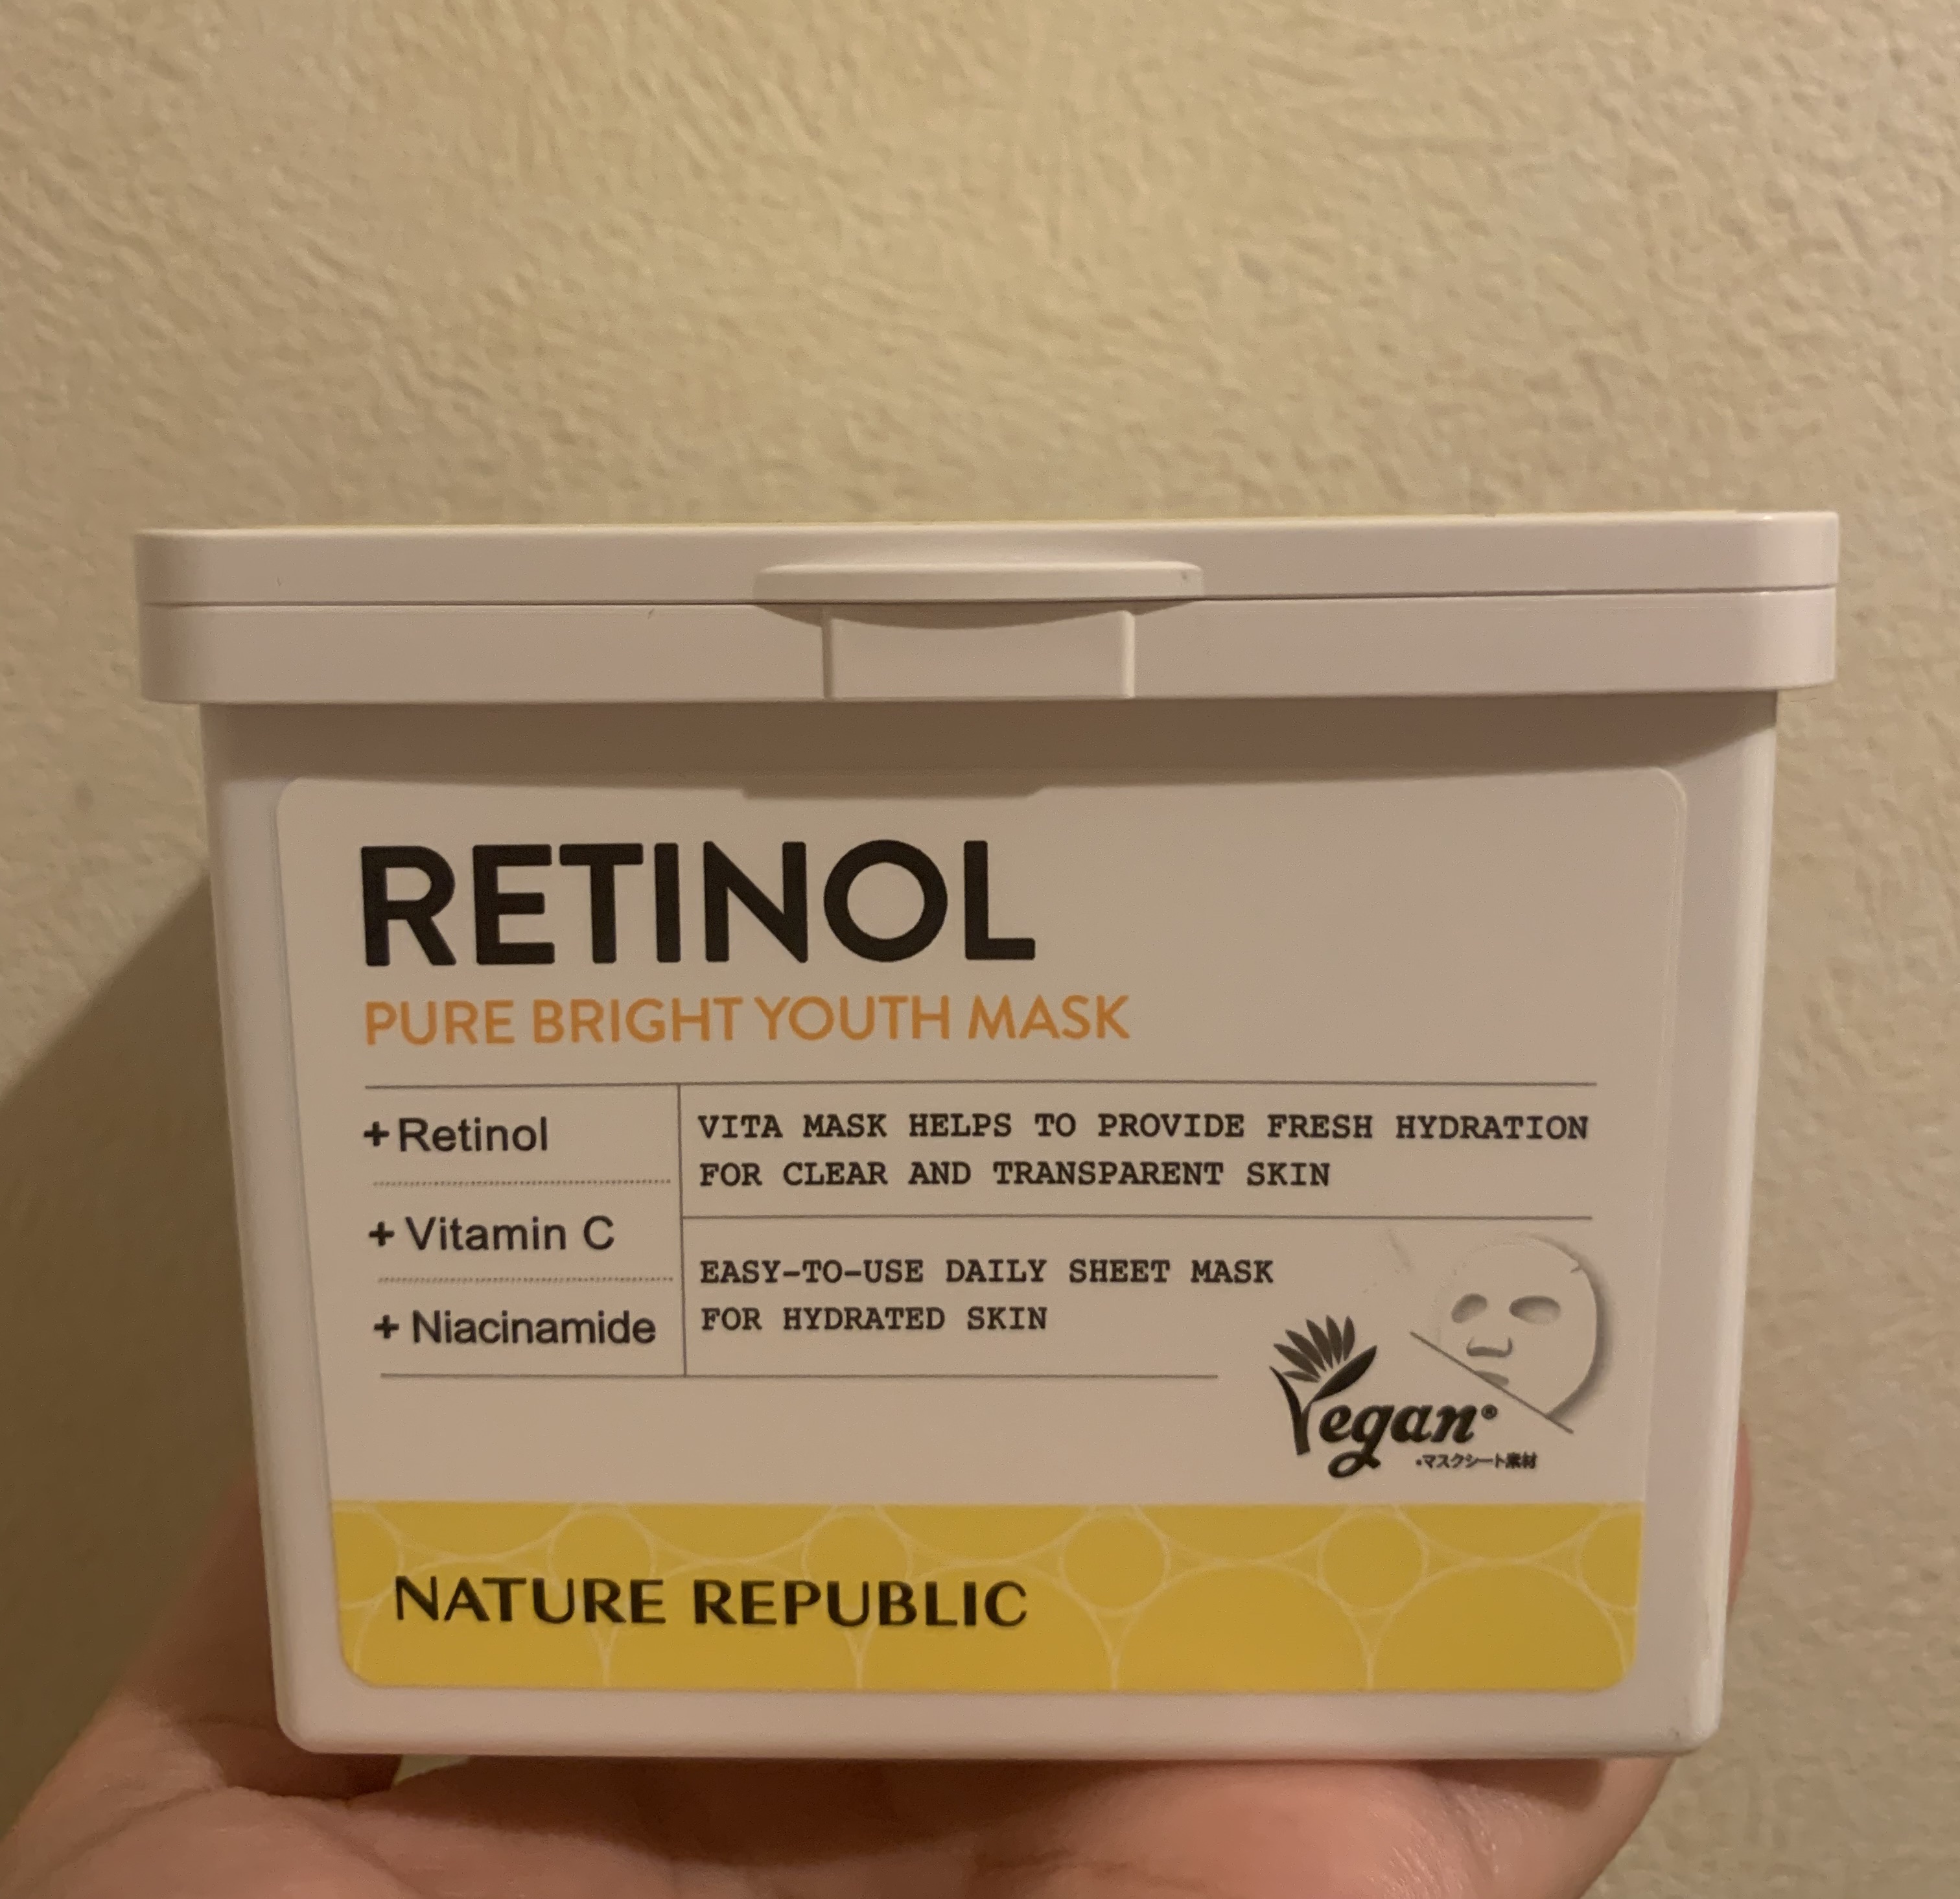 RETINOL
PURE BRIGHT YOUTH MASK
+Retinol
+ Vitamin C
+ Niacinamide
VITA MASK HELPS TO PROVIDE FRESH HYDRATION
FOR CLEAR AND TRANSPARENT SKIN
EASY-TO-USE DAILY SHEET MASK
FOR HYDRATED SKIN
Vegan®
•マスクシート素材
NATURE REPUBLIC